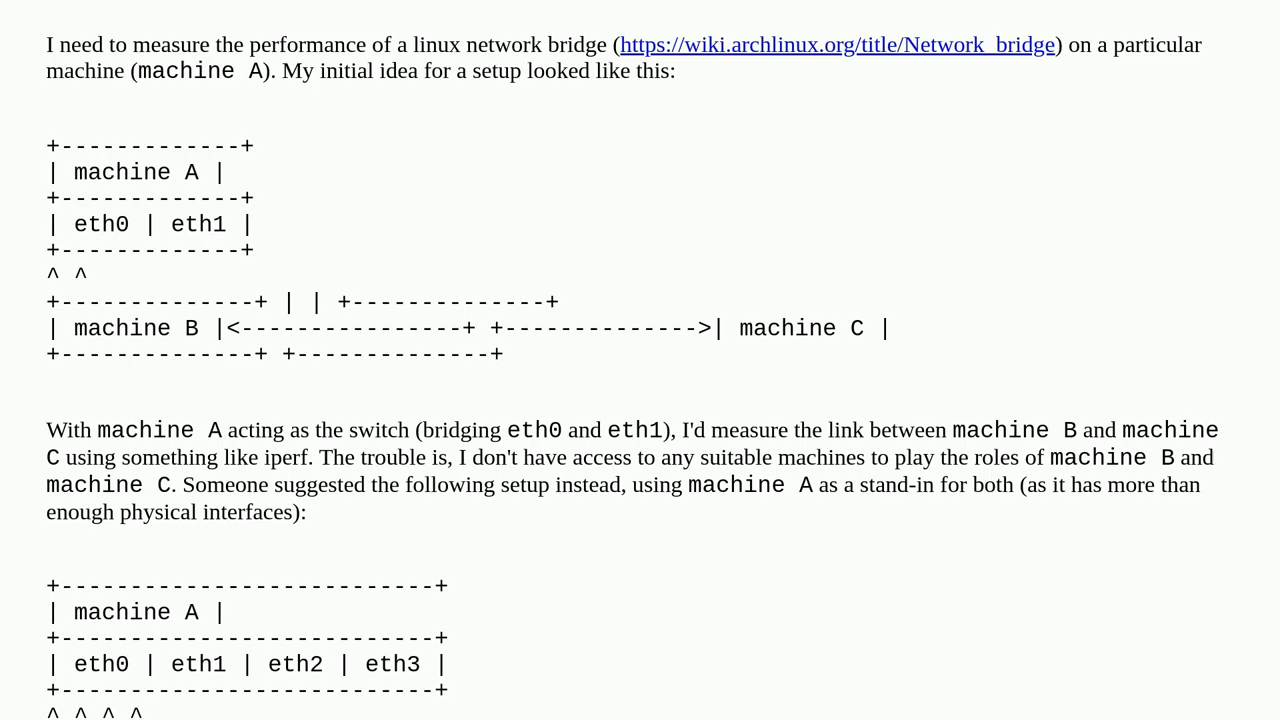 I need to measure the performance of a linux network bridge (https://wiki.archlinux.org/title/Network_bridge) on a particular
machine (machine A). My initial idea for a setup looked like this:
+-------------+
| machine A |
+-------------+
| eth0 | eth1 |
+-------------+
^ ^
+--------------+ | | +--------------+
| machine B |<----------------+ +-------------->| machine C |
+--------------+ +--------------+
With machine A acting as the switch (bridging eth0 and eth1), I'd measure the link between machine B and machine
C using something like iperf. The trouble is, I don't have access to any suitable machines to play the roles of machine B and
machine C. Someone suggested the following setup instead, using machine A as a stand-in for both (as it has more than
enough physical interfaces):
+---------------------------+
| machine A |
+---------------------------+
| eth0 | eth1 | eth2 | eth3 |
+---------------------------+
^ ^ ^ ^